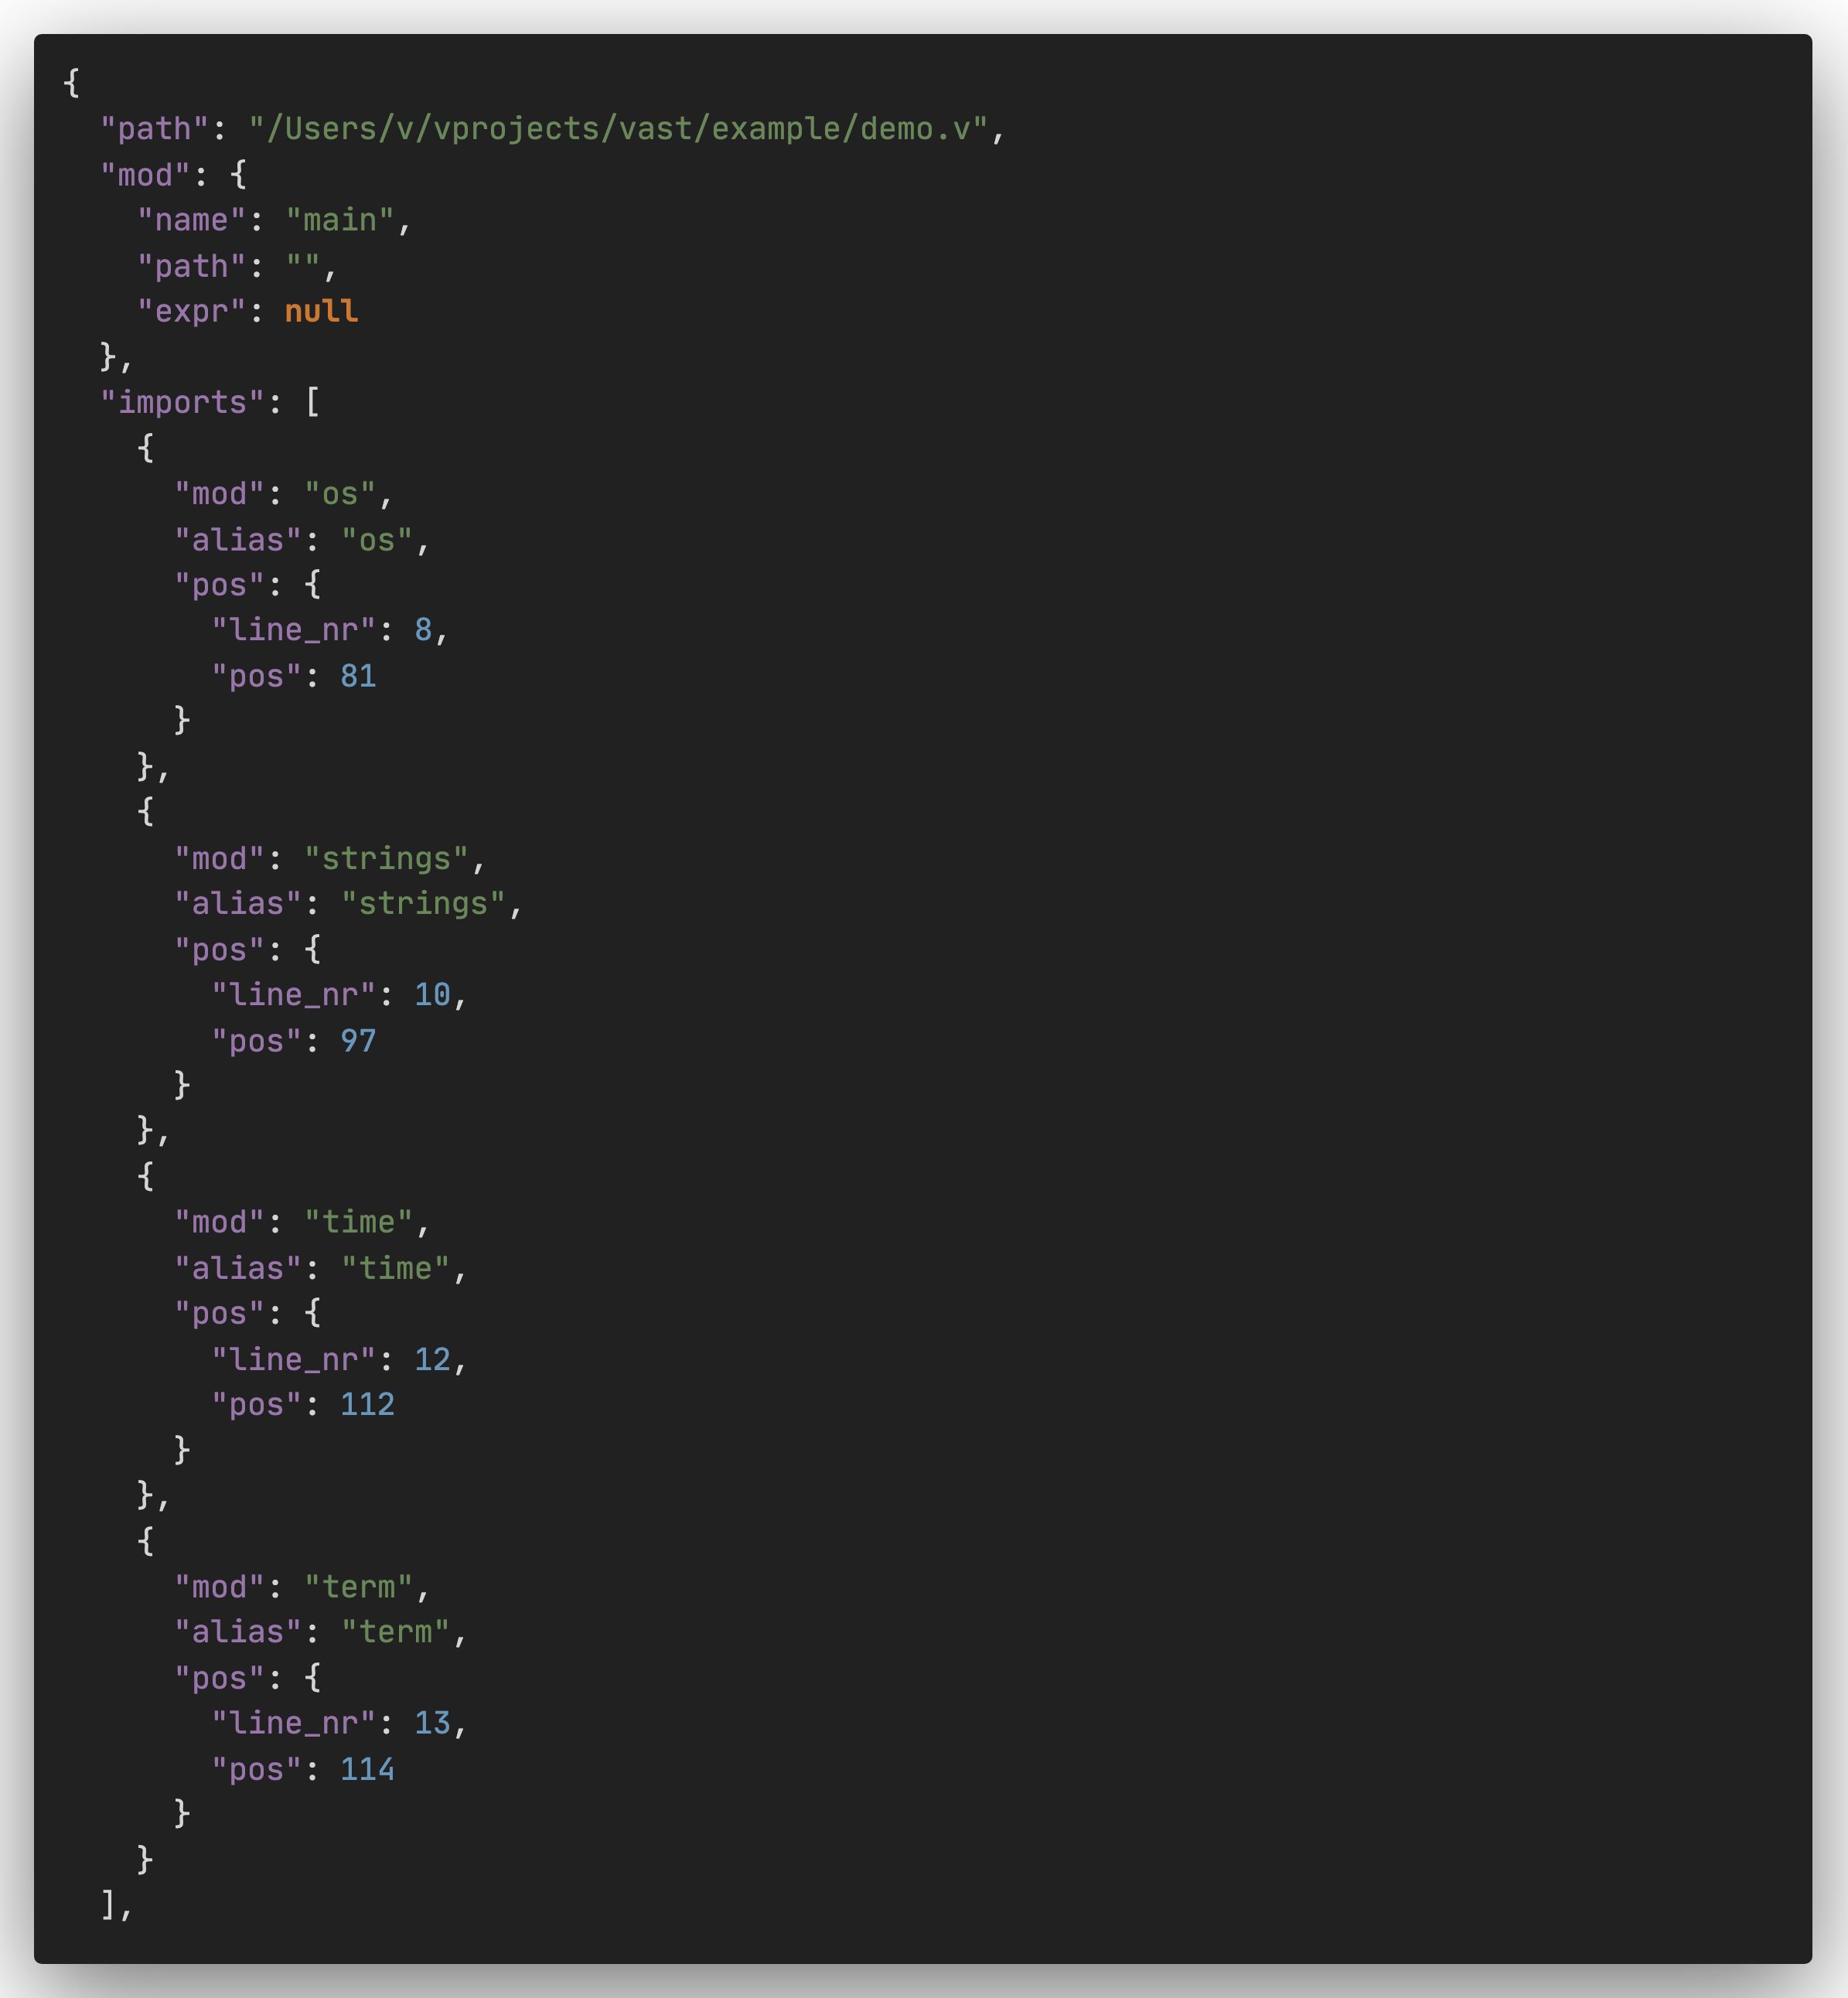 {
  "path": "/Users/v/vprojects/vast/example/demo.v",
  "mod": {
    "name": "main",
    "path": "",
    "expr": null
  },
  "imports": [
    {
      "mod": "os",
      "alias": "os",
      "pos": {
        "line_nr": 8,
        "pos": 81
      }
    },
    {
      "mod": "strings",
      "alias": "strings",
      "pos": {
        "line_nr": 10,
        "pos": 97
      }
    },
    {
      "mod": "time",
      "alias": "time",
      "pos": {
        "line_nr": 12,
        "pos": 112
      }
    },
    {
      "mod": "term",
      "alias": "term",
      "pos": {
        "line_nr": 13,
        "pos": 114
      }
    }
  ],